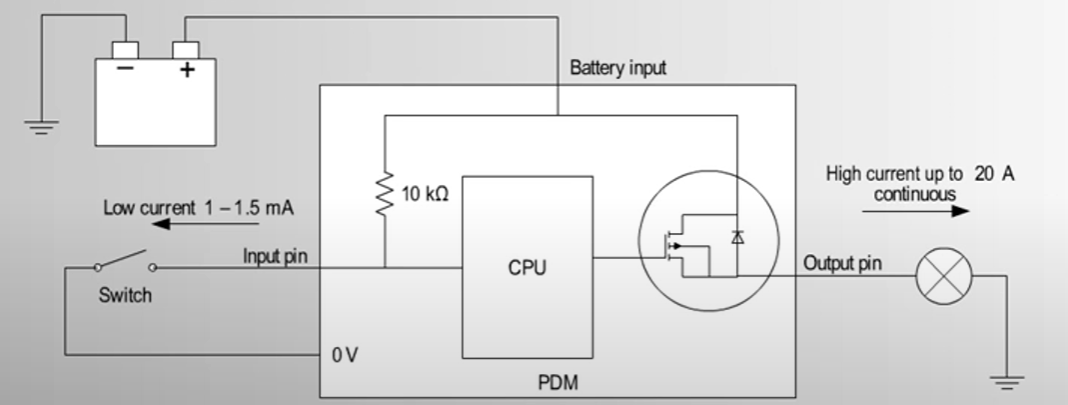 − +
Battery input
High current up to 20 A
continuous
10 kΩ
Low current 1 – 1.5 mA
Input pin
Output pin
CPU
Switch
0 V
PDM